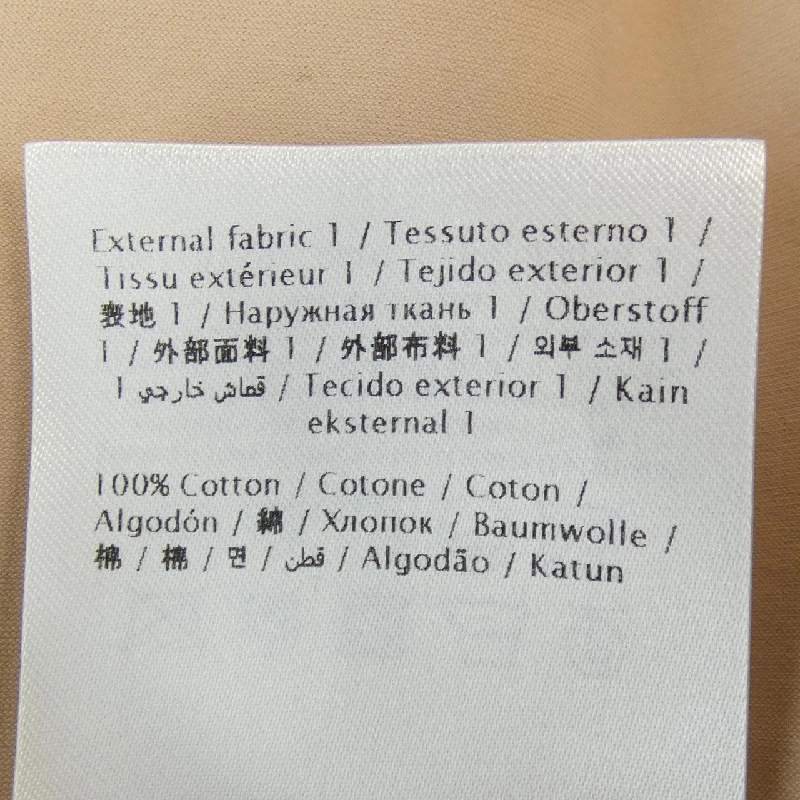 External fabric 1 / Tessuto esterno 1 /
Tissu extérieur 1 / Tejido exterior 1 /
表地 1 / Наружная ткань 1 / Oberstoff
1 / 外部面料 1 / 外部布料 1 / 외부 소재 1 /
قماش خارجي 1 / Tecido exterior 1 / Kain
eksternal 1
100% Cotton / Cotone / Coton /
Algodón / 綿 / Хлопок / Baumwolle /
棉 / 棉 / 면 / قطن / Algodão / Katun